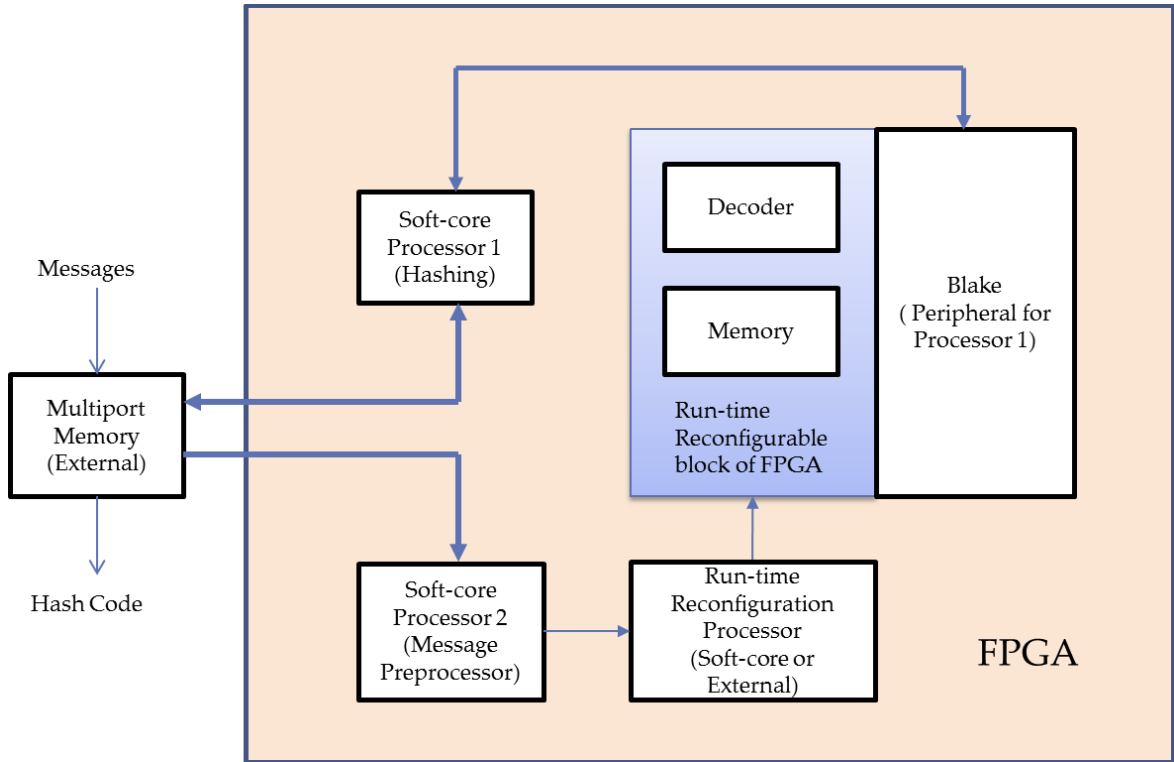 Messages
Multiport
Memory
(External)
Hash Code
Soft-core
Processor 1
(Hashing)
Soft-core
Processor 2
(Message
Preprocessor)
Decoder
Memory
Run-time
Reconfigurable
block of FPGA
Blake
( Peripheral for
Processor 1)
Run-time
Reconfiguration
Processor
(Soft-core or
External)
FPGA